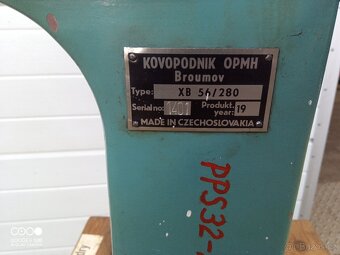 KOVOPODNIK OPMH
Broumov
Type: XB 56/280
Serial no: 1401 Produkt. year: 19
MADE IN CZECHOSLOVAKIA
PPS32-